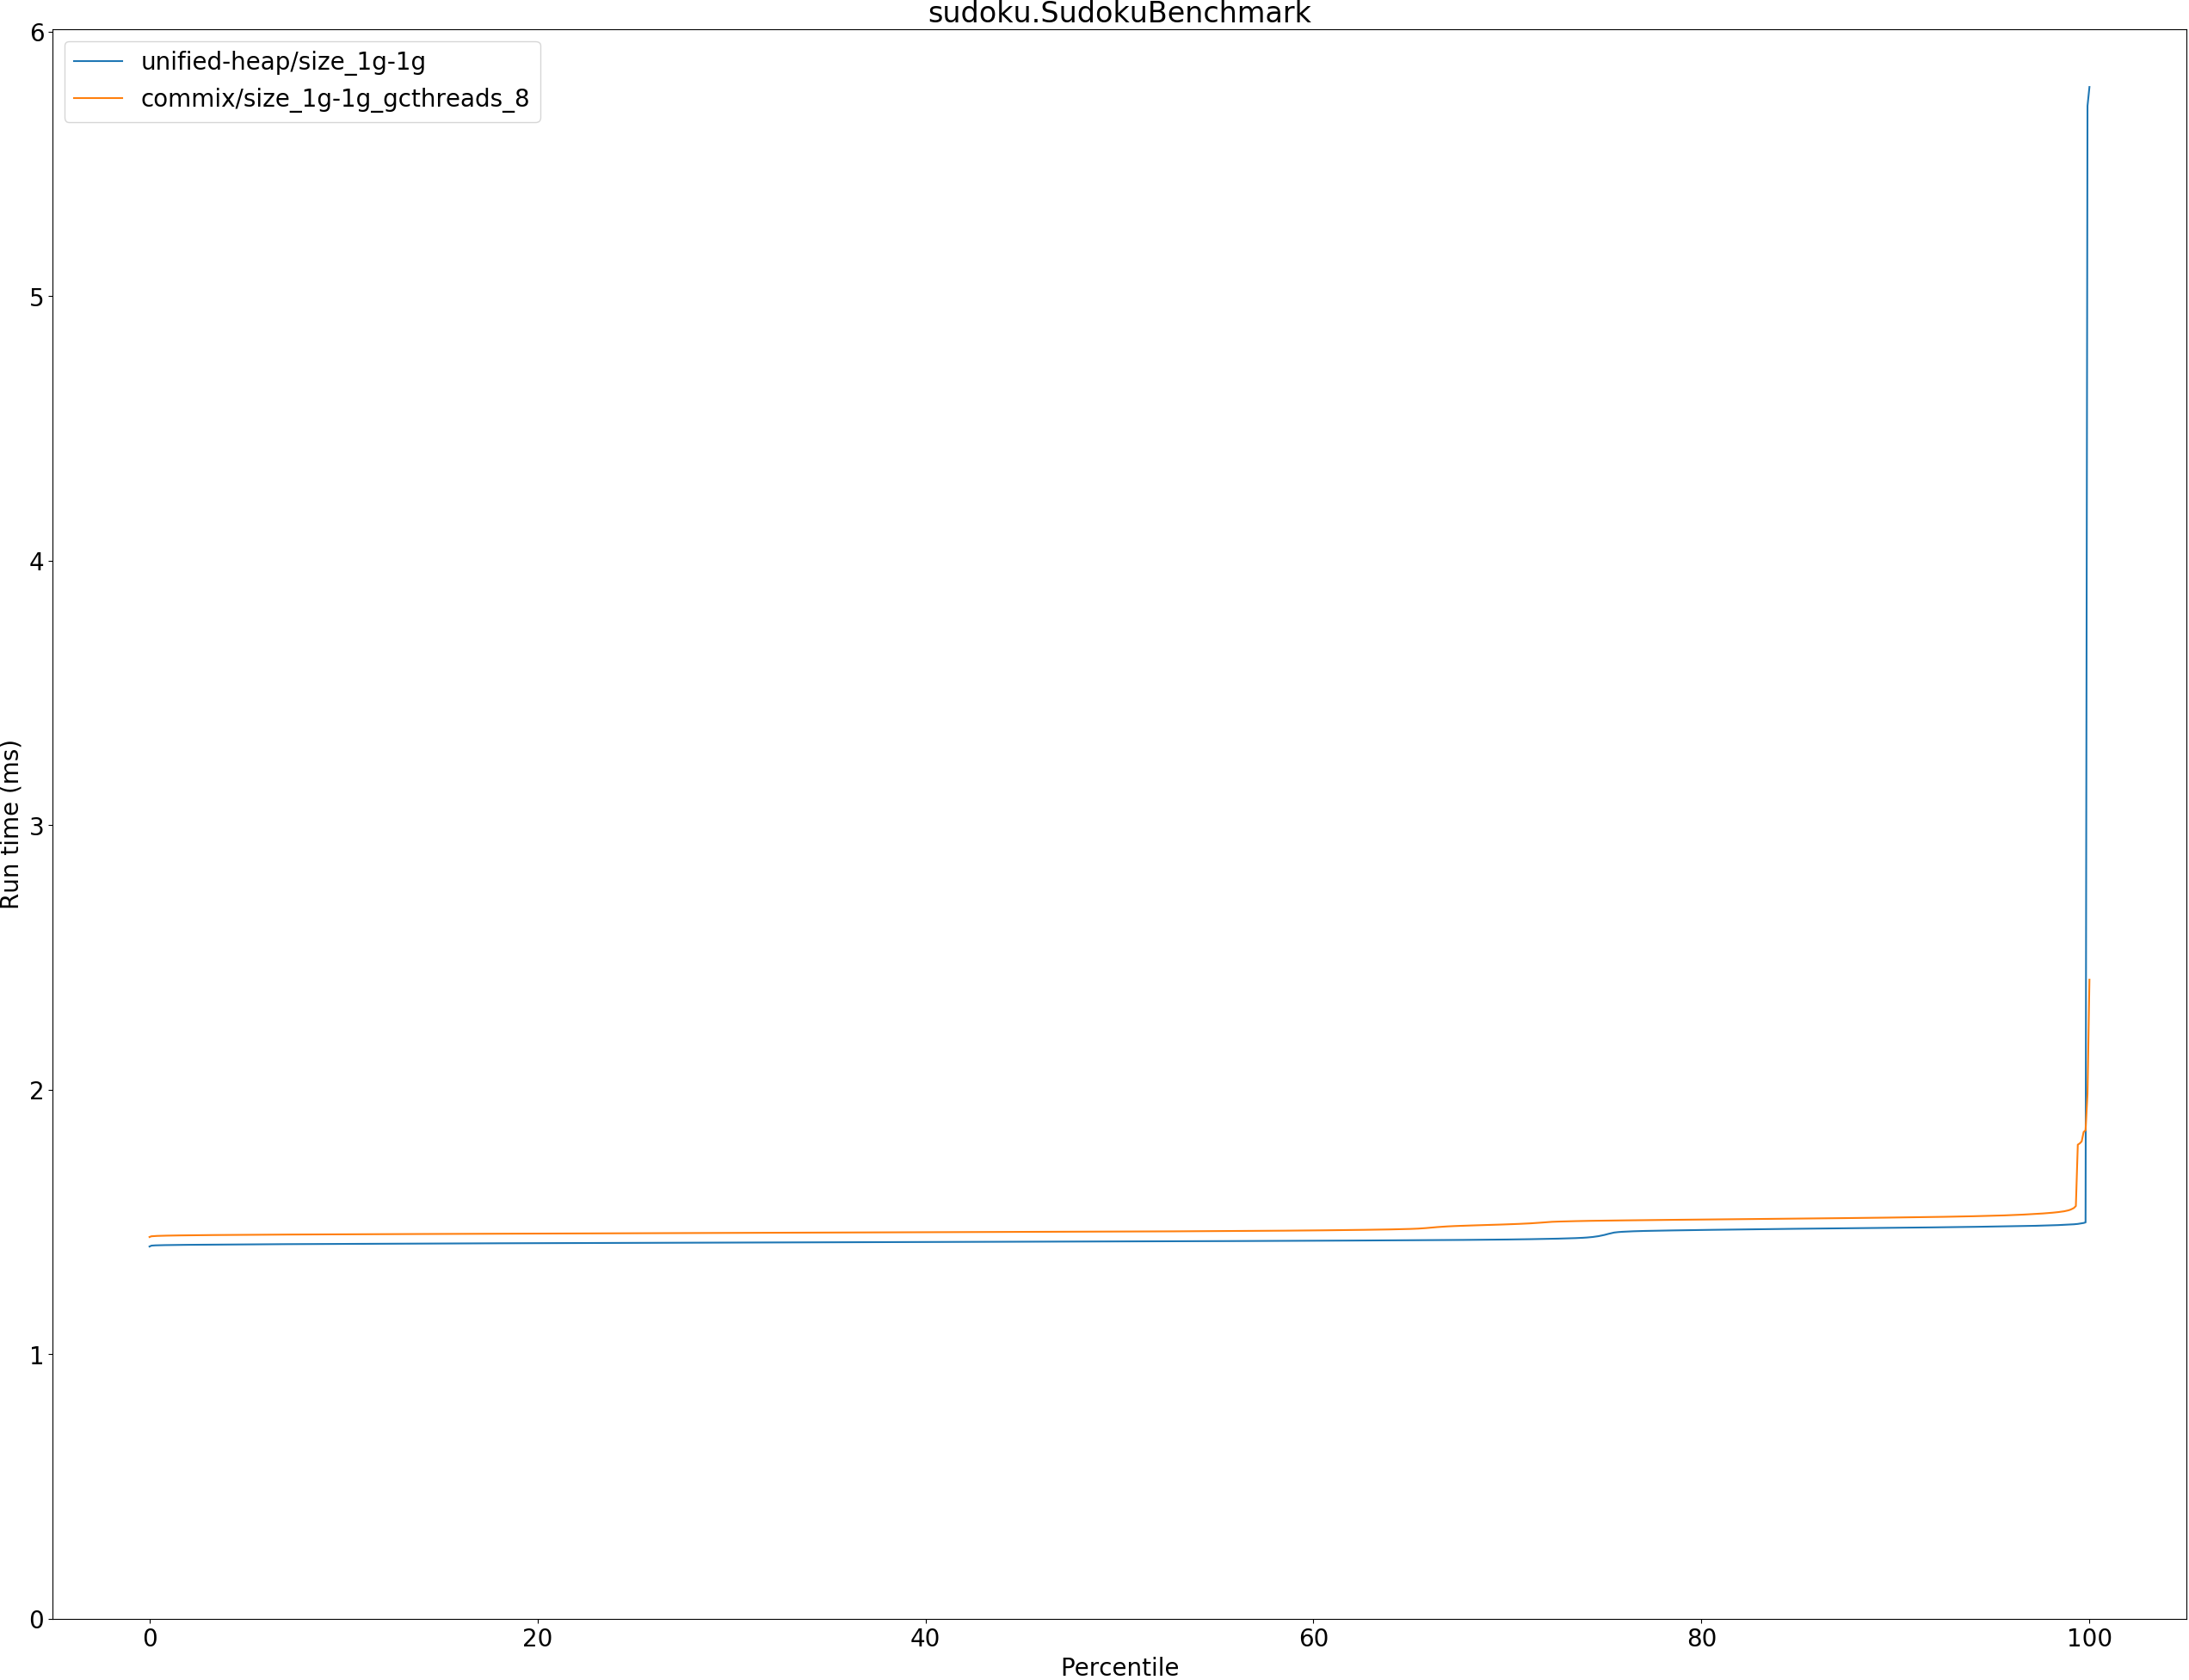 sudoku.SudokuBenchmark
unified-heap/size_1g-1g
commix/size_1g-1g_gcthreads_8
Run time (ms)
6
5
4
3
2
1
0
0 20 40 60 80 100
Percentile